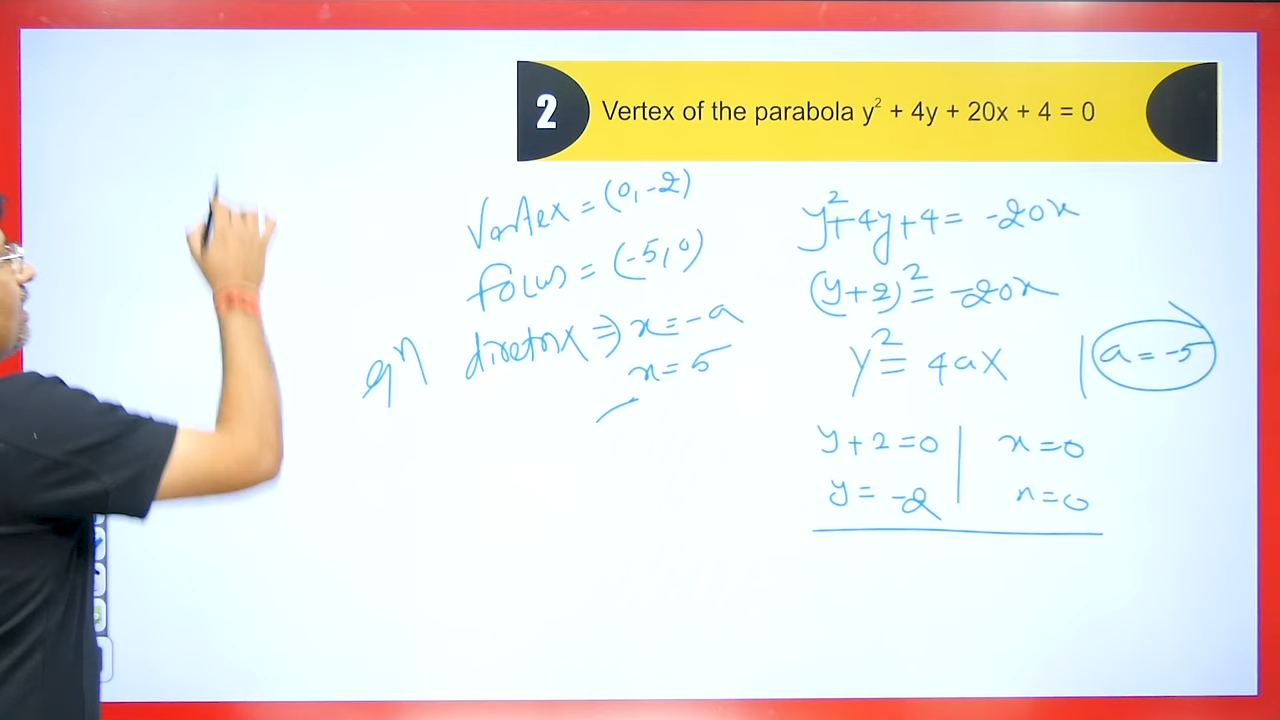 2
Vertex of the parabola y² + 4y + 20x + 4 = 0
Vertex = (0, -2)
focus = (-5, 0)
eqn diretrix ⇒ x = -a
x = 5
y² + 4y + 4 = -20x
(y + 2)² = -20x
Y² = 4aX | a = -5
y + 2 = 0 | x = 0
y = -2 | x = 0